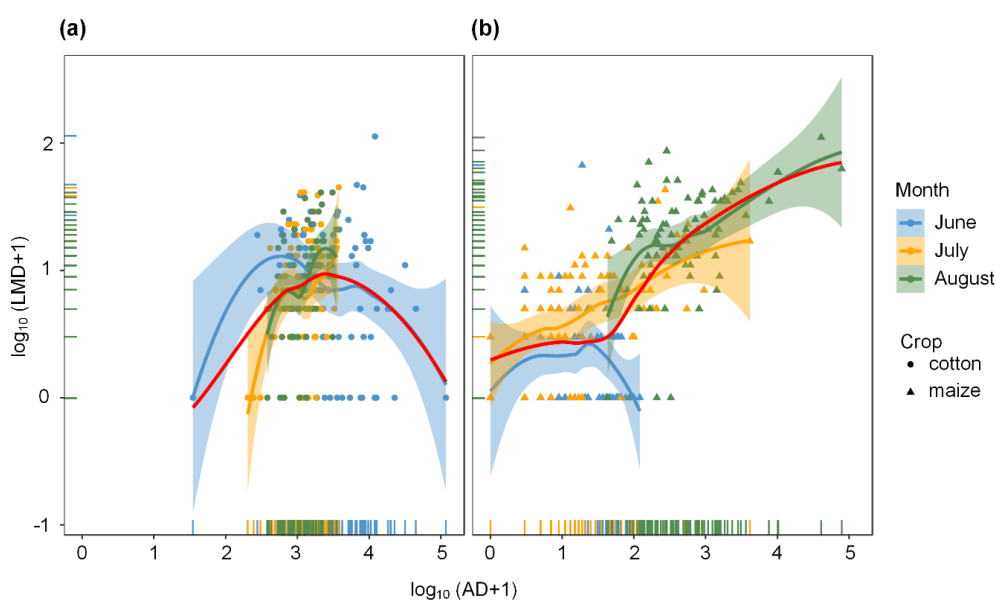 (a)
(b)
2
1
0
-1
log₁₀ (LMD+1)
0 1 2 3 4 5
0 1 2 3 4 5
log₁₀ (AD+1)
Month
June
July
August
Crop
cotton
maize